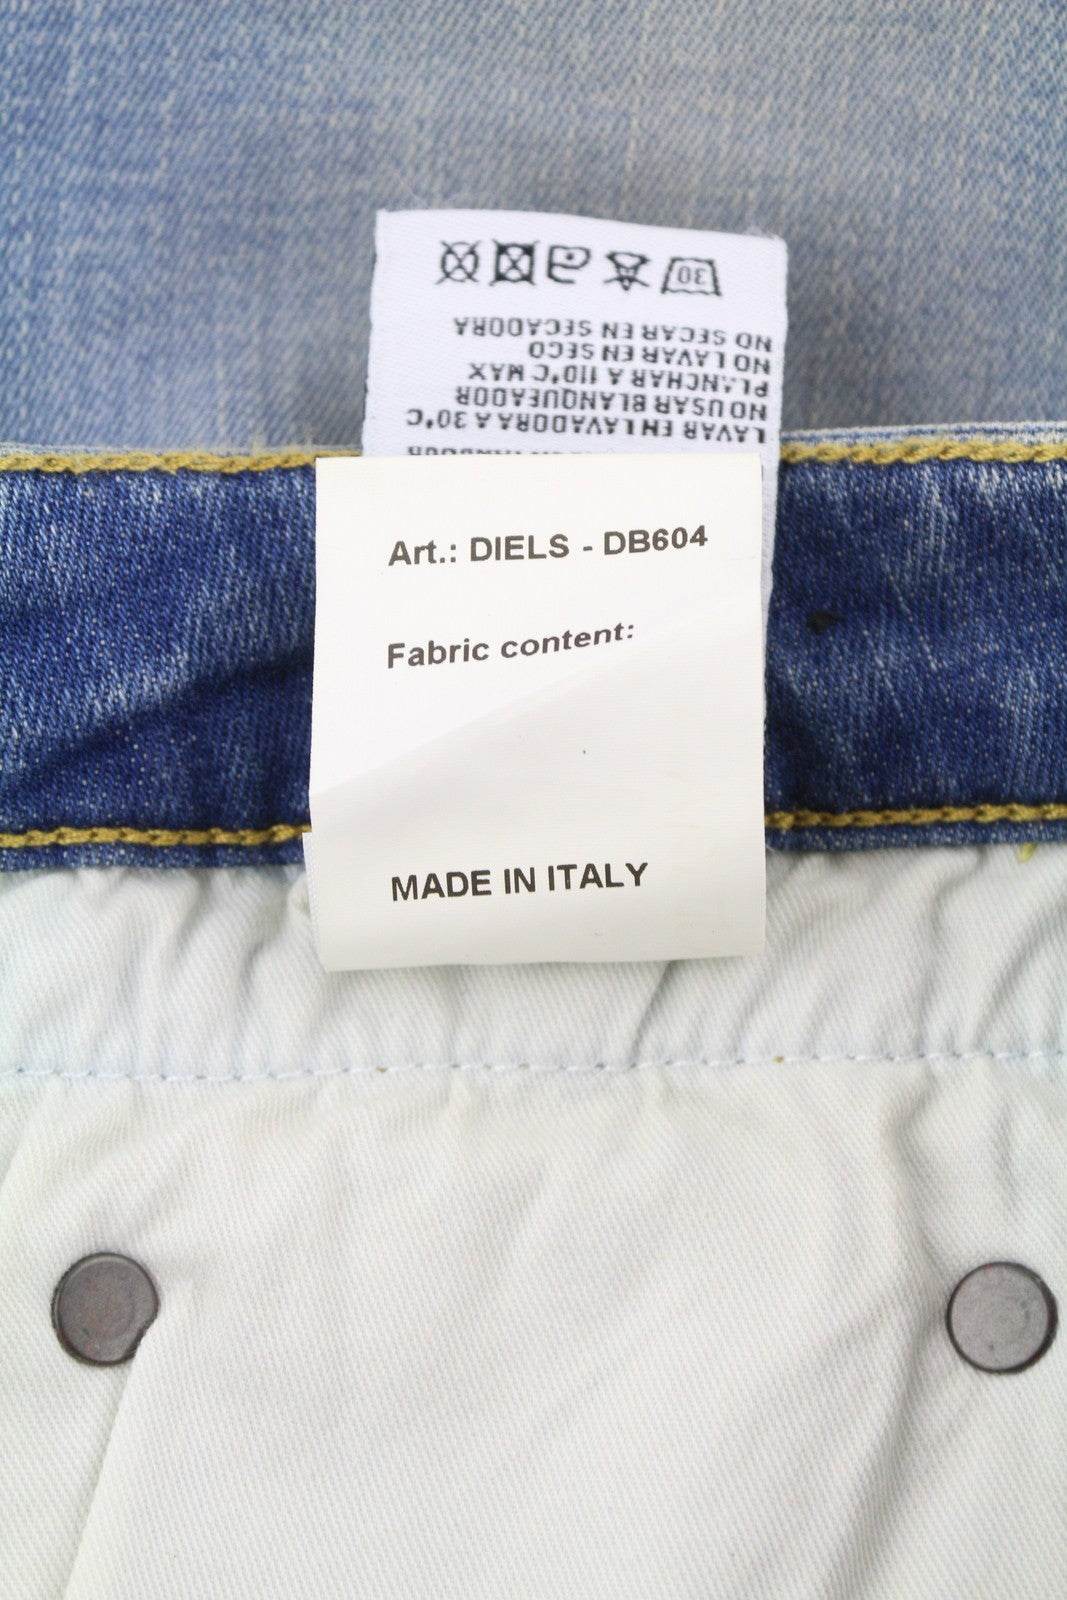 Art.: DIELS - DB604
Fabric content:
MADE IN ITALY
30
LAVAR EN LAVADORA A 30°C
NO USAR BLANQUEADOR
PLANCHAR A 110°C MAX
NO LAVAR EN SECO
NO SECAR EN SECADORA